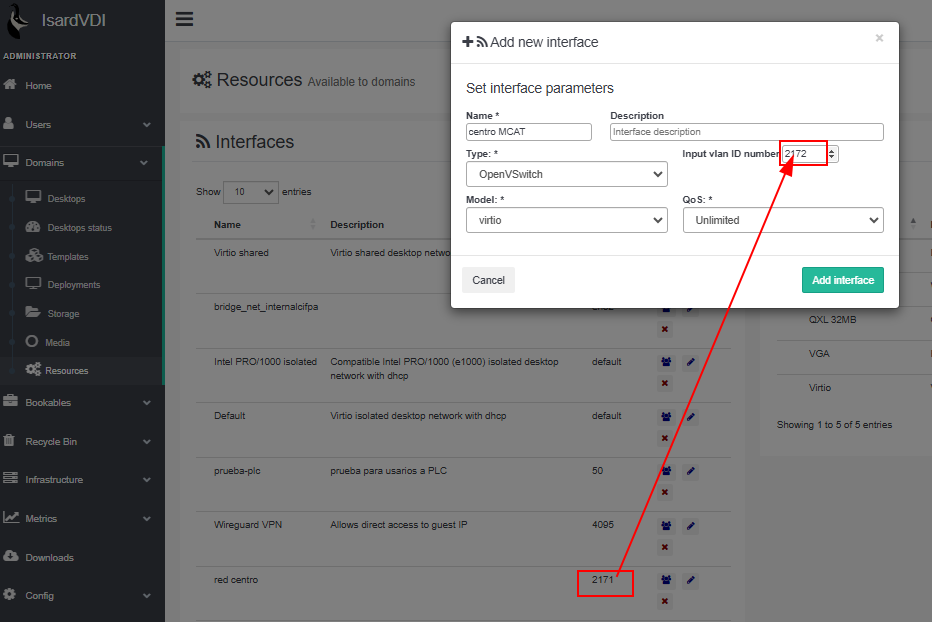 IsardVDI
ADMINISTRATOR
Home
Users
Domains
Desktops
Desktops status
Templates
Deployments
Storage
Media
Resources
Bookables
Recycle Bin
Infrastructure
Metrics
Downloads
Config
Resources Available to domains
Interfaces
Show 10 entries
Name Description
Virtio shared Virtio shared desktop netwo
bridge_net_internalcifpa
Intel PRO/1000 isolated Compatible Intel PRO/1000 (e1000) isolated desktop network with dhcp default
Default Virtio isolated desktop network with dhcp default
prueba-plc prueba para usarios a PLC 50
Wireguard VPN Allows direct access to guest IP 4095
red centro 2171
Add new interface ×
Set interface parameters
Name * Description
centro MCAT Interface description
Type: * Input vlan ID number 2172
OpenVSwitch
Model: * QoS: *
virtio Unlimited
Cancel Add interface
QXL 32MB
VGA
Virtio
Showing 1 to 5 of 5 entries